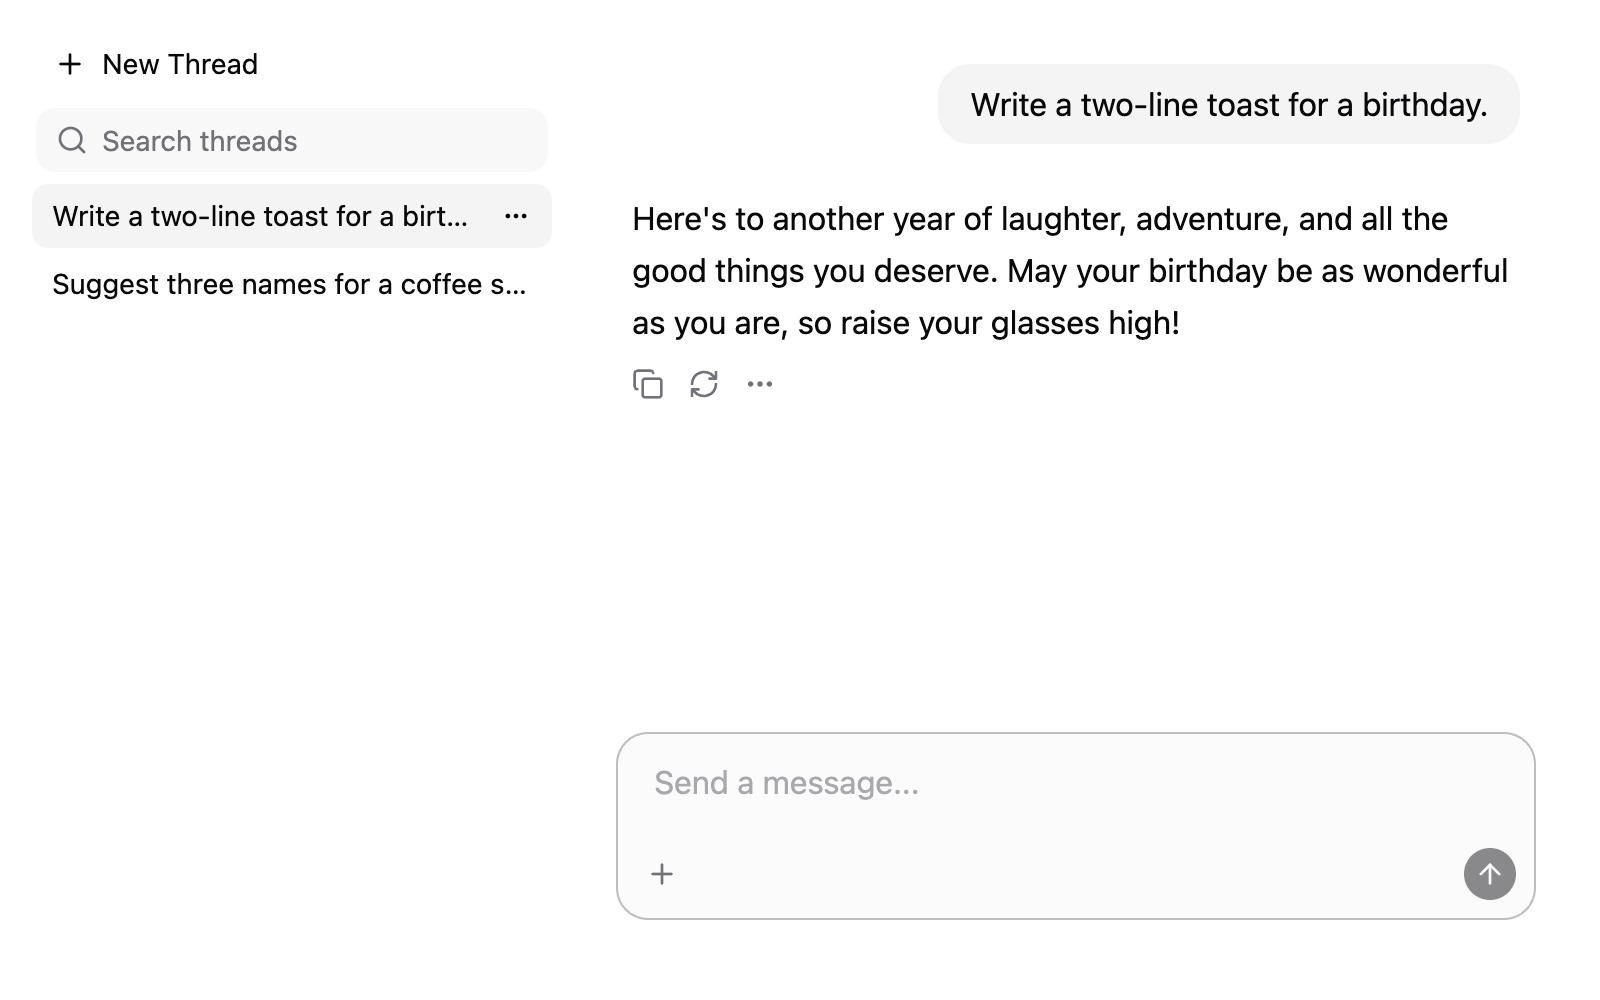 New Thread
Search threads
Write a two-line toast for a birt...
Suggest three names for a coffee s...
Write a two-line toast for a birthday.
Here's to another year of laughter, adventure, and all the
good things you deserve. May your birthday be as wonderful
as you are, so raise your glasses high!
Send a message...